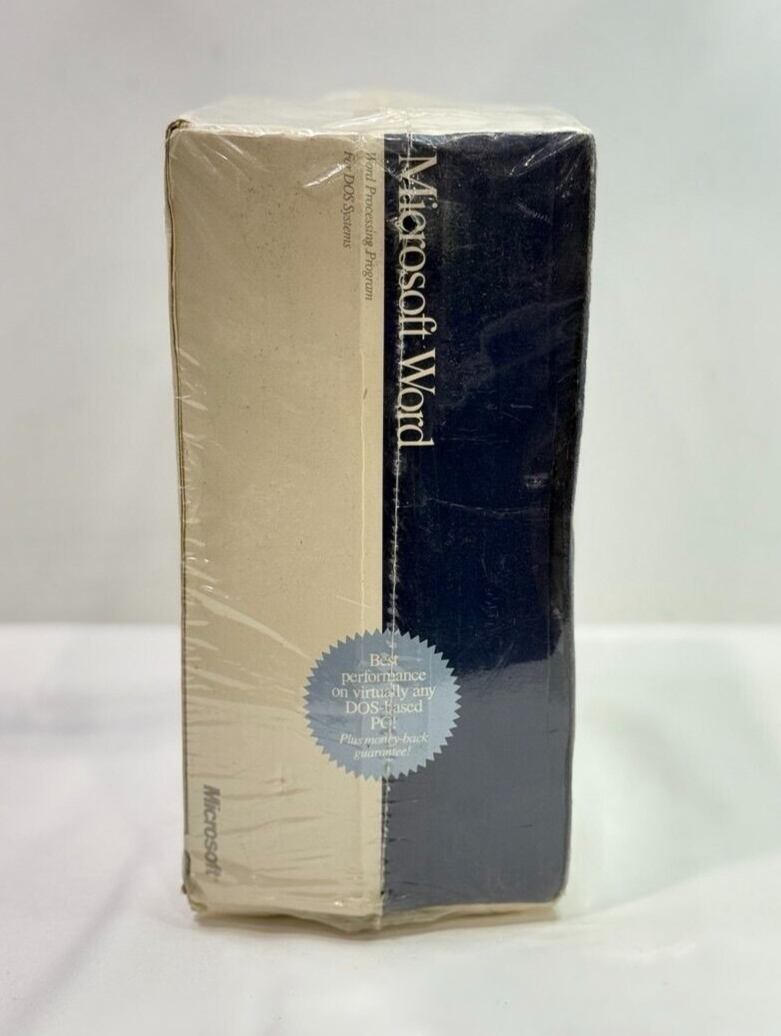 Microsoft Word
Word Processing Program
For DOS Systems
Best
performance
on virtually any
DOS-based
PC!
Plus money-back
guarantee!
Microsoft